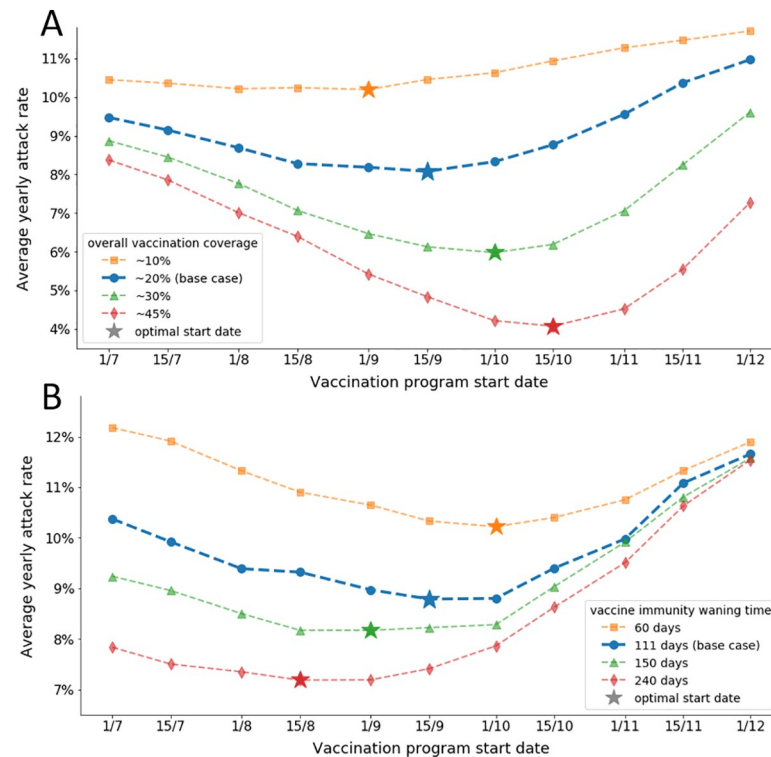 A
11%
10%
9%
8%
7%
6%
5%
4%
Average yearly attack rate
overall vaccination coverage
~10%
~20% (base case)
~30%
~45%
optimal start date
1/7 15/7 1/8 15/8 1/9 15/9 1/10 15/10 1/11 15/11 1/12
Vaccination program start date
B
12%
11%
10%
9%
8%
7%
Average yearly attack rate
vaccine immunity waning time
60 days
111 days (base case)
150 days
240 days
optimal start date
1/7 15/7 1/8 15/8 1/9 15/9 1/10 15/10 1/11 15/11 1/12
Vaccination program start date